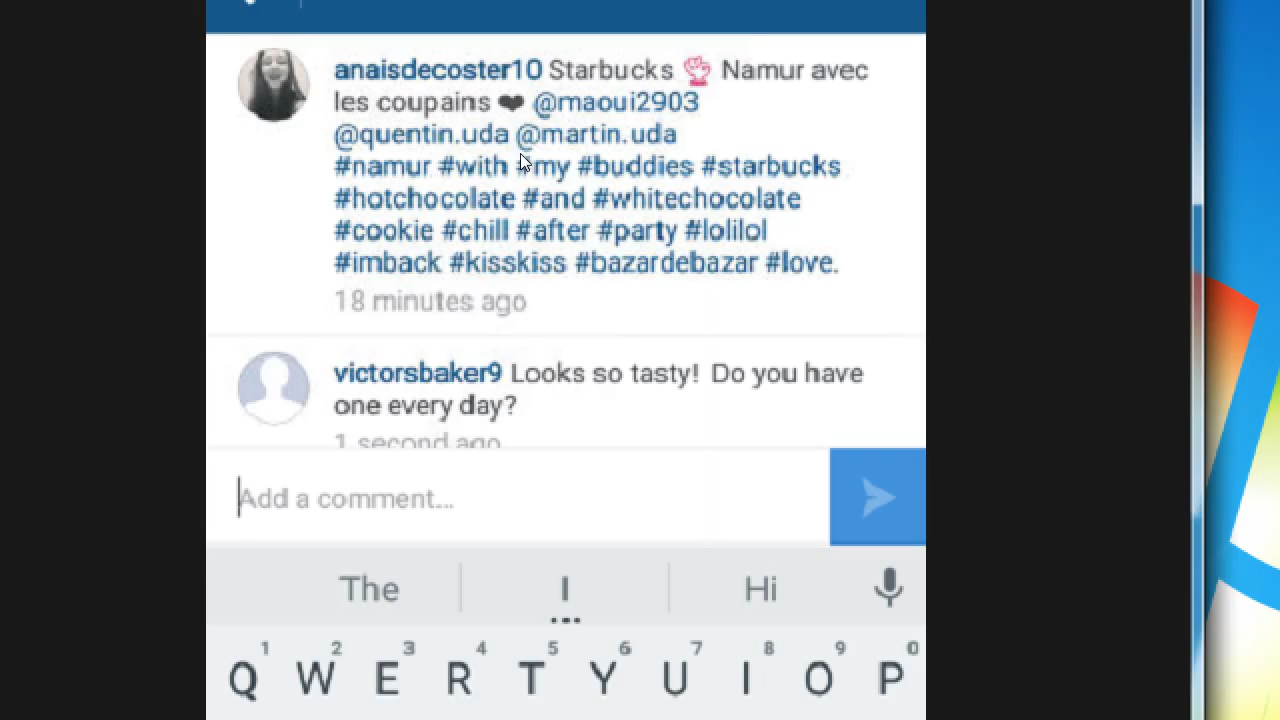 anaisdecoster10 Starbucks 👌 Namur avec
les coupains ❤ @maoui2903
@quentin.uda @martin.uda
#namur #with #my #buddies #starbucks
#hotchocolate #and #whitechocolate
#cookie #chill #after #party #lolilol
#imback #kisskiss #bazardebazar #love.
18 minutes ago
victorsbaker9 Looks so tasty! Do you have
one every day?
1 second ago
Add a comment...
The I Hi
1 2 3 4 5 6 7 8 9 0
Q W E R T Y U I O P